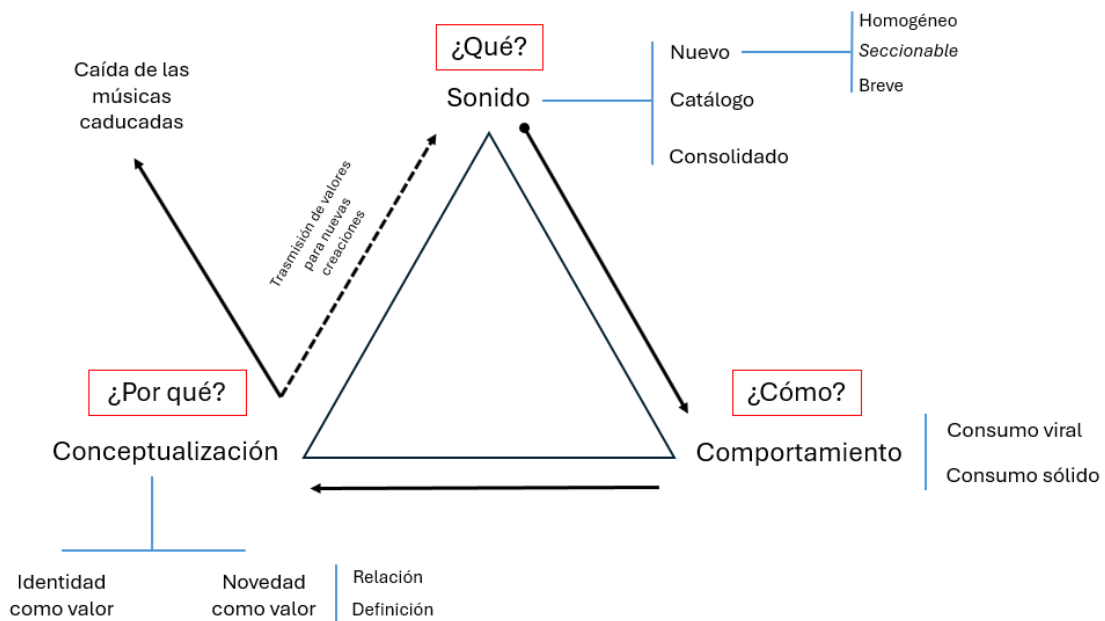 ¿Qué?
Sonido
Nuevo
Catálogo
Consolidado
Homogéneo
Seccionable
Breve
Caída de las
músicas
caducadas
Trasmisión de valores
para nuevas
creaciones
¿Por qué?
Conceptualización
¿Cómo?
Comportamiento
Consumo viral
Consumo sólido
Identidad
como valor
Novedad
como valor
Relación
Definición